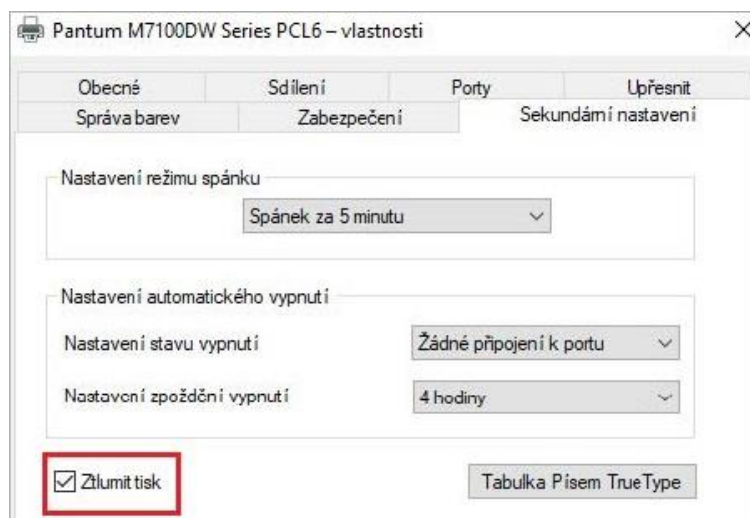 Pantum M7100DW Series PCL6 – vlastnosti
Obecné Sdílení Porty Upřesnit
Správa barev Zabezpečení Sekundární nastavení
Nastavení režimu spánku
Spánek za 5 minutu
Nastavení automatického vypnutí
Nastavení stavu vypnutí Žádné připojení k portu
Nastavení zpoždění vypnutí 4 hodiny
Ztlumit tisk Tabulka Písem TrueType